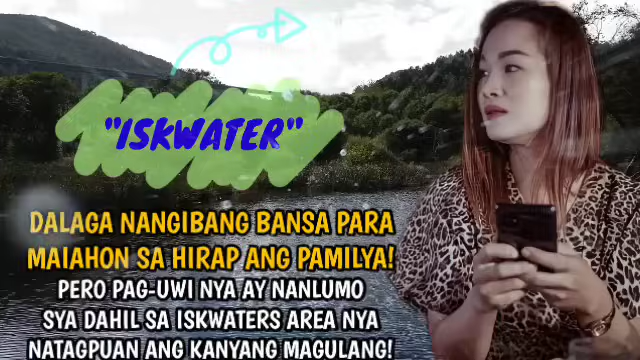 "ISKWATER"
DALAGA NANGIBANG BANSA PARA
MAIAHON SA HIRAP ANG PAMILYA!
PERO PAG-UWI NYA AY NANLUMO
SYA DAHIL SA ISKWATERS AREA NYA
NATAGPUAN ANG KANYANG MAGULANG!